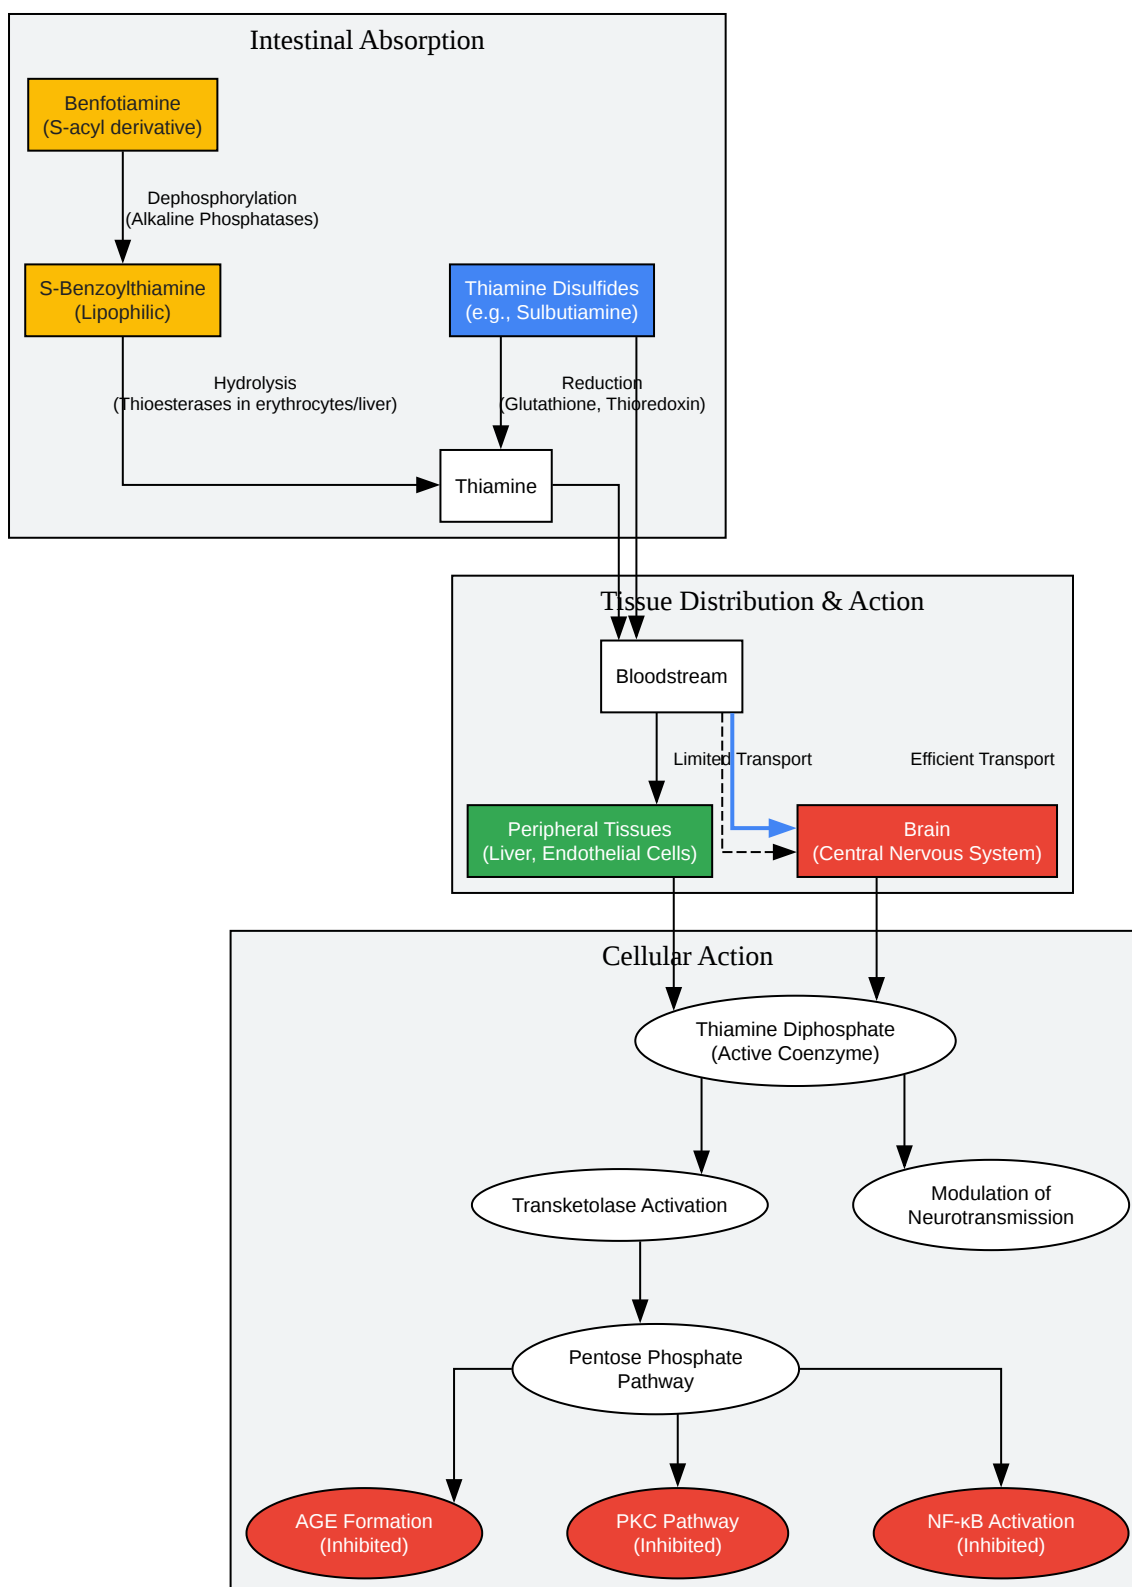 Intestinal Absorption
Benfotiamine
(S-acyl derivative)
Dephosphorylation
(Alkaline Phosphatases)
S-Benzoylthiamine
(Lipophilic)
Thiamine Disulfides
(e.g., Sulbutiamine)
Hydrolysis
(Thioesterases in erythrocytes/liver)
Reduction
(Glutathione, Thioredoxin)
Thiamine
Tissue Distribution & Action
Bloodstream
Limited Transport
Efficient Transport
Peripheral Tissues
(Liver, Endothelial Cells)
Brain
(Central Nervous System)
Cellular Action
Thiamine Diphosphate
(Active Coenzyme)
Transketolase Activation
Modulation of
Neurotransmission
Pentose Phosphate
Pathway
AGE Formation
(Inhibited)
PKC Pathway
(Inhibited)
NF-κB Activation
(Inhibited)